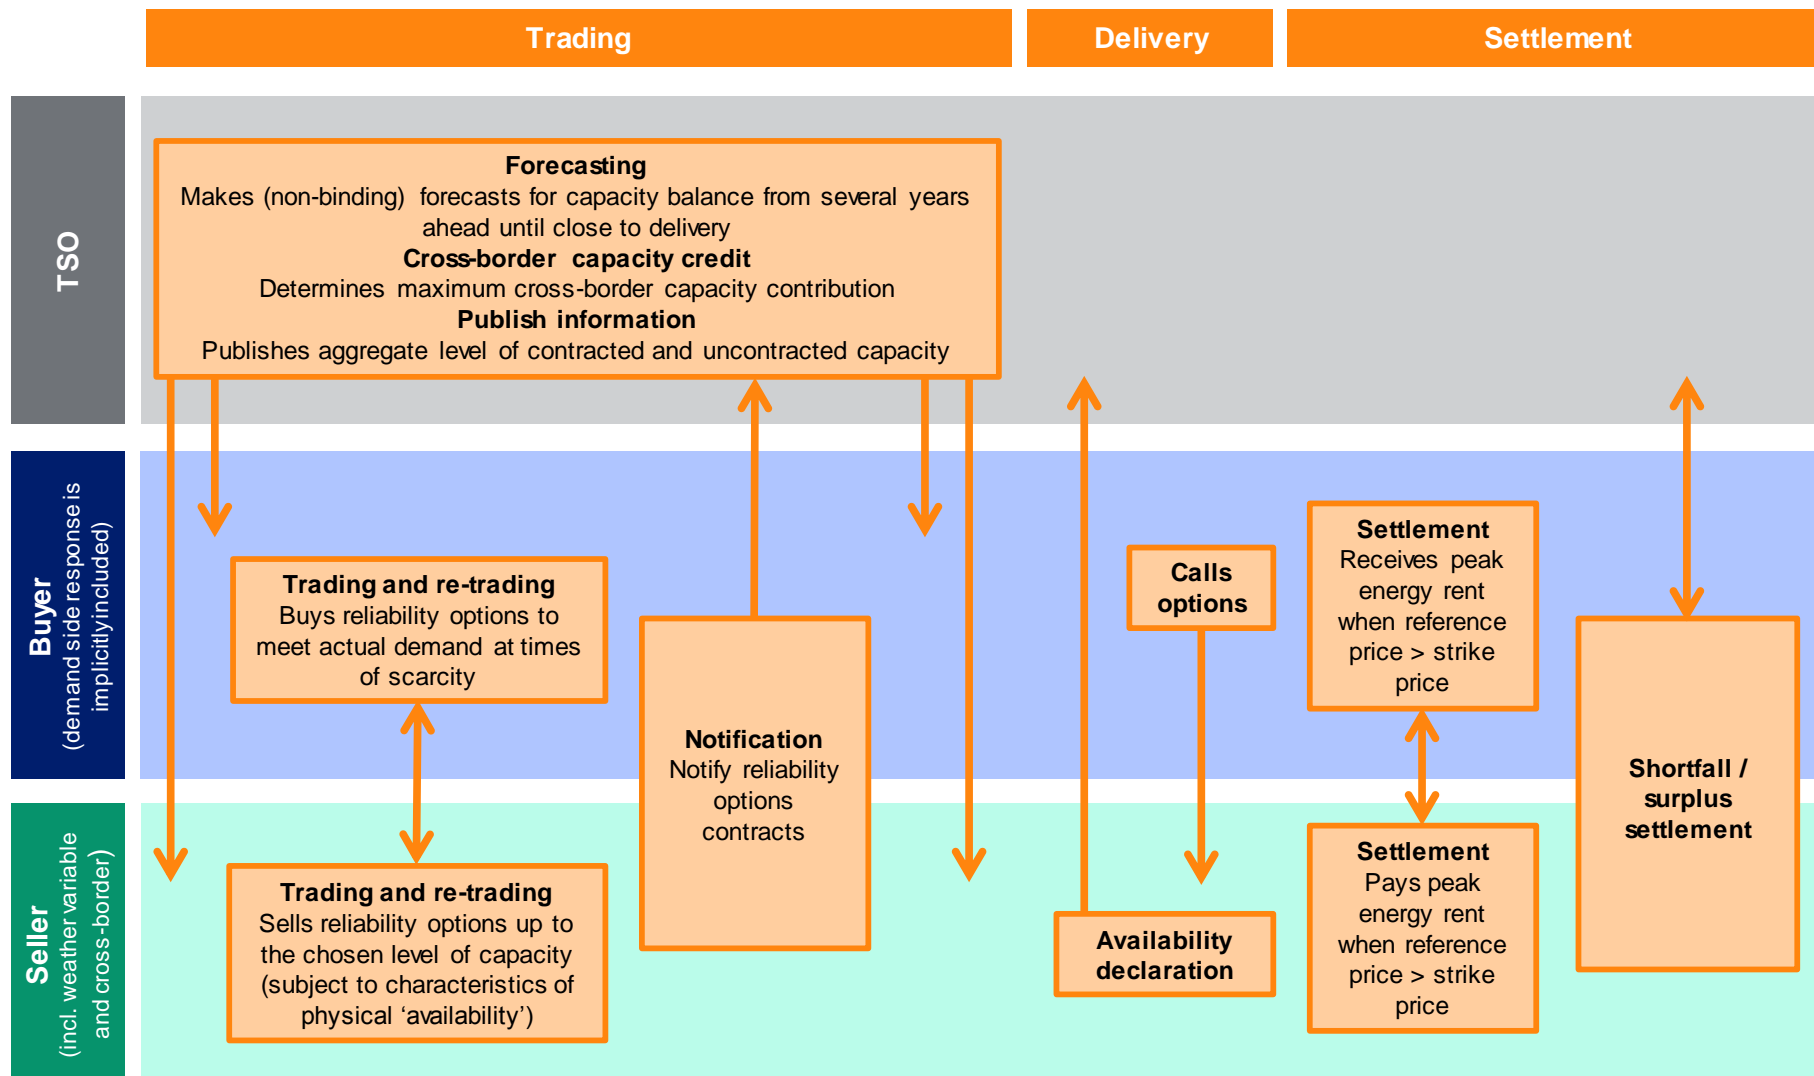 Trading
Delivery
Settlement
TSO
Forecasting
Makes (non-binding) forecasts for capacity balance from several years
ahead until close to delivery
Cross-border capacity credit
Determines maximum cross-border capacity contribution
Publish information
Publishes aggregate level of contracted and uncontracted capacity
Buyer
(demand side response is
implicitly included)
Trading and re-trading
Buys reliability options to
meet actual demand at times
of scarcity
Notification
Notify reliability
options
contracts
Calls
options
Settlement
Receives peak
energy rent
when reference
price > strike
price
Shortfall /
surplus
settlement
Seller
(incl. weather variable
and cross-border)
Trading and re-trading
Sells reliability options up to
the chosen level of capacity
(subject to characteristics of
physical ‘availability’)
Availability
declaration
Settlement
Pays peak
energy rent
when reference
price > strike
price